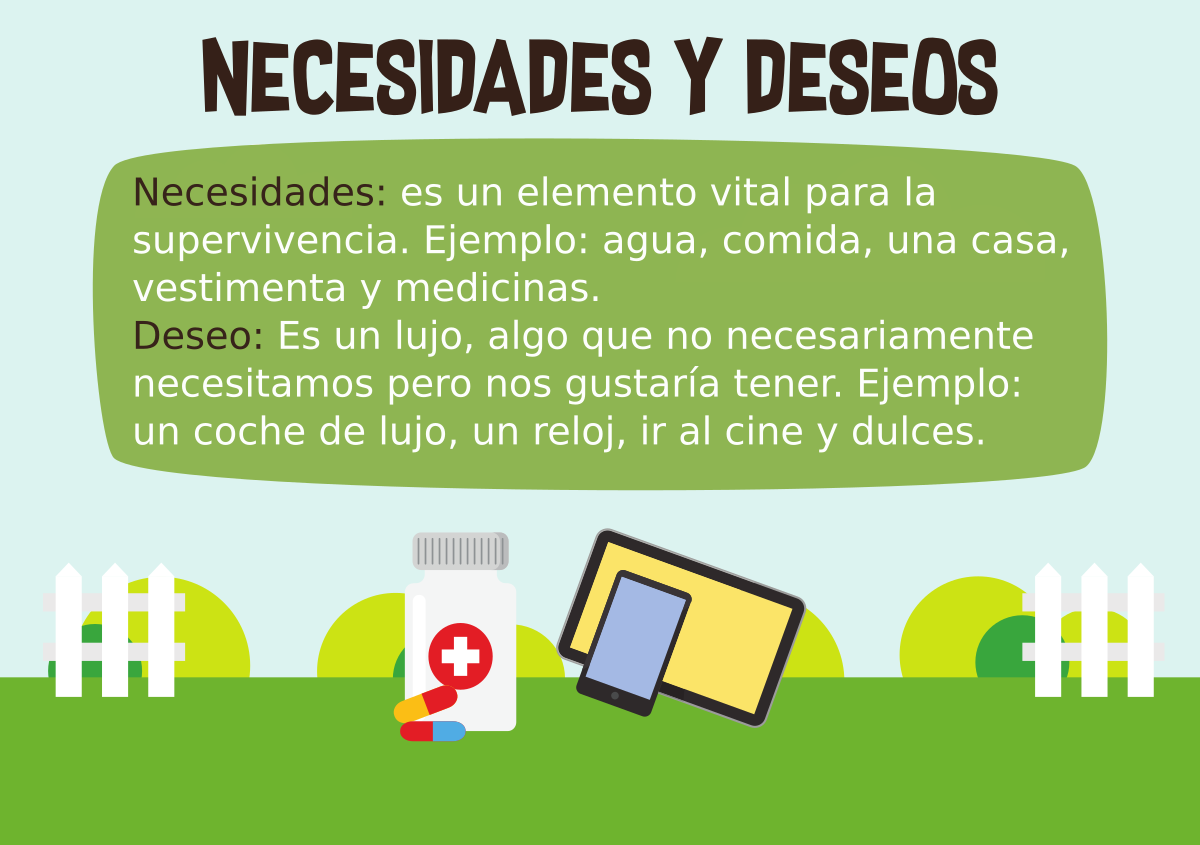 NECESIDADES Y DESEOS
Necesidades: es un elemento vital para la
supervivencia. Ejemplo: agua, comida, una casa,
vestimenta y medicinas.
Deseo: Es un lujo, algo que no necesariamente
necesitamos pero nos gustaría tener. Ejemplo:
un coche de lujo, un reloj, ir al cine y dulces.